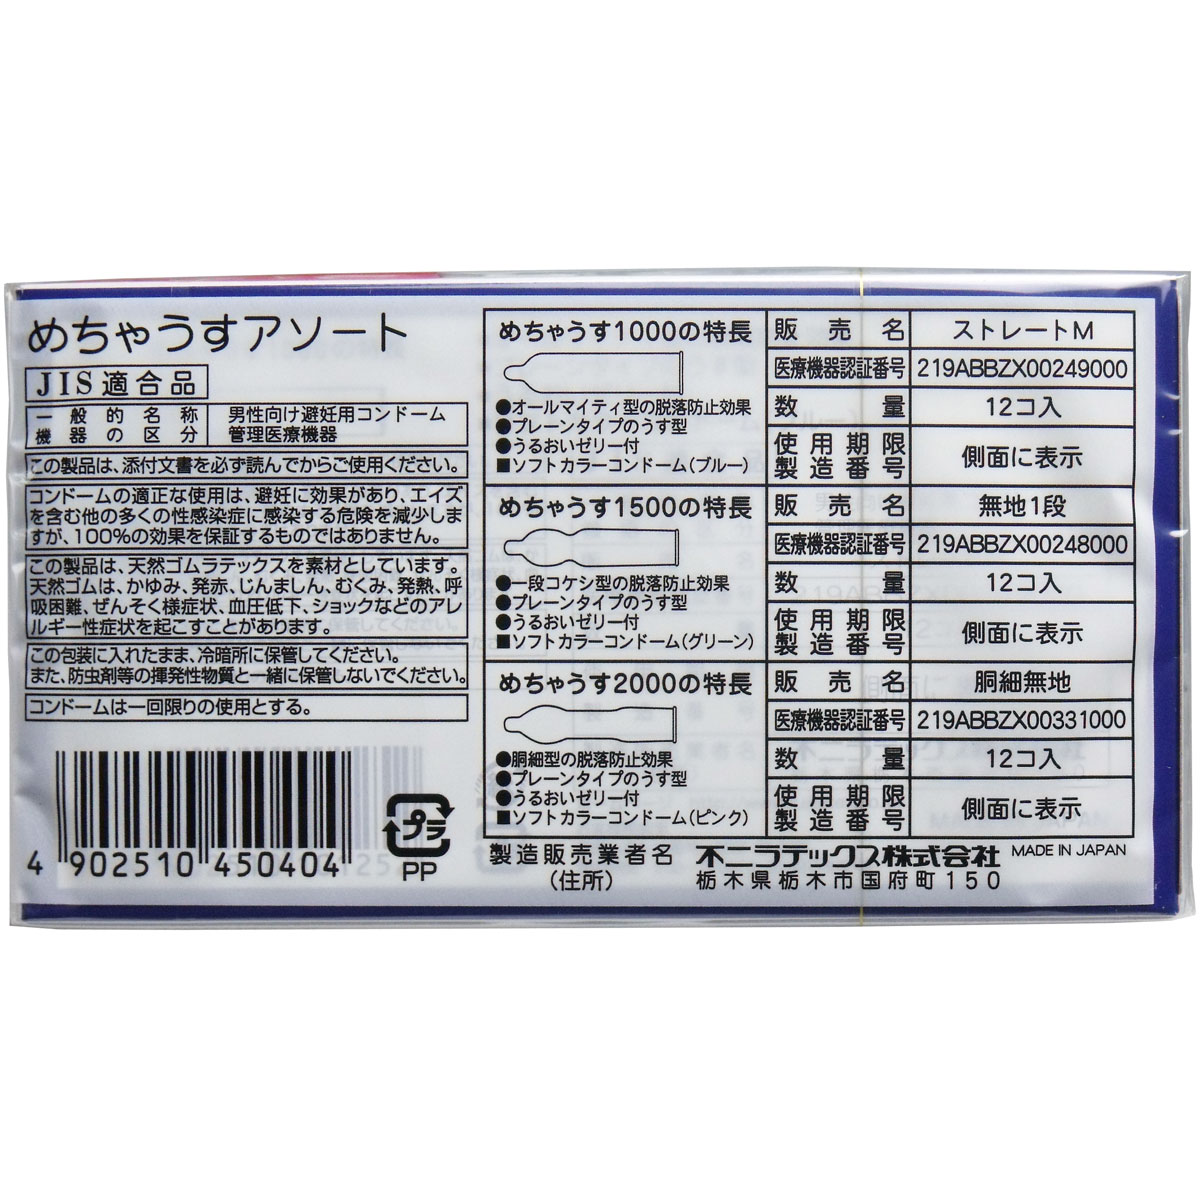 めちゃうすアソート
JIS適合品
一般的名称 男性向け避妊用コンドーム
機器の区分 管理医療機器
この製品は、添付文書を必ず読んでからご使用ください。
コンドームの適正な使用は、避妊に効果があり、エイズ
を含む他の多くの性感染症に感染する危険を減少しま
すが、100%の効果を保証するものではありません。
この製品は、天然ゴムラテックスを素材としています。
天然ゴムは、かゆみ、発赤、じんましん、むくみ、発熱、呼
吸困難、ぜんそく様症状、血圧低下、ショックなどのアレ
ルギー性症状を起こすことがあります。
この包装に入れたまま、冷暗所に保管してください。
また、防虫剤等の揮発性物質と一緒に保管しないでください。
コンドームは一回限りの使用とする。
4 902510 450404
プラ
PP
めちゃうす1000の特長
●オールマイティ型の脱落防止効果
●プレーンタイプのうす型
●うるおいゼリー付
■ソフトカラーコンドーム(ブルー)
販売名 ストレートM
医療機器認証番号 219ABBZX00249000
数量 12コ入
使用期限
製造番号 側面に表示
めちゃうす1500の特長
●一段コケシ型の脱落防止効果
●プレーンタイプのうす型
●うるおいゼリー付
■ソフトカラーコンドーム(グリーン)
販売名 無地1段
医療機器認証番号 219ABBZX00248000
数量 12コ入
使用期限
製造番号 側面に表示
めちゃうす2000の特長
●胴細型の脱落防止効果
●プレーンタイプのうす型
●うるおいゼリー付
■ソフトカラーコンドーム(ピンク)
販売名 胴細無地
医療機器認証番号 219ABBZX00331000
数量 12コ入
使用期限
製造番号 側面に表示
製造販売業者名 不二ラテックス株式会社 MADE IN JAPAN
(住所) 栃木県栃木市国府町150